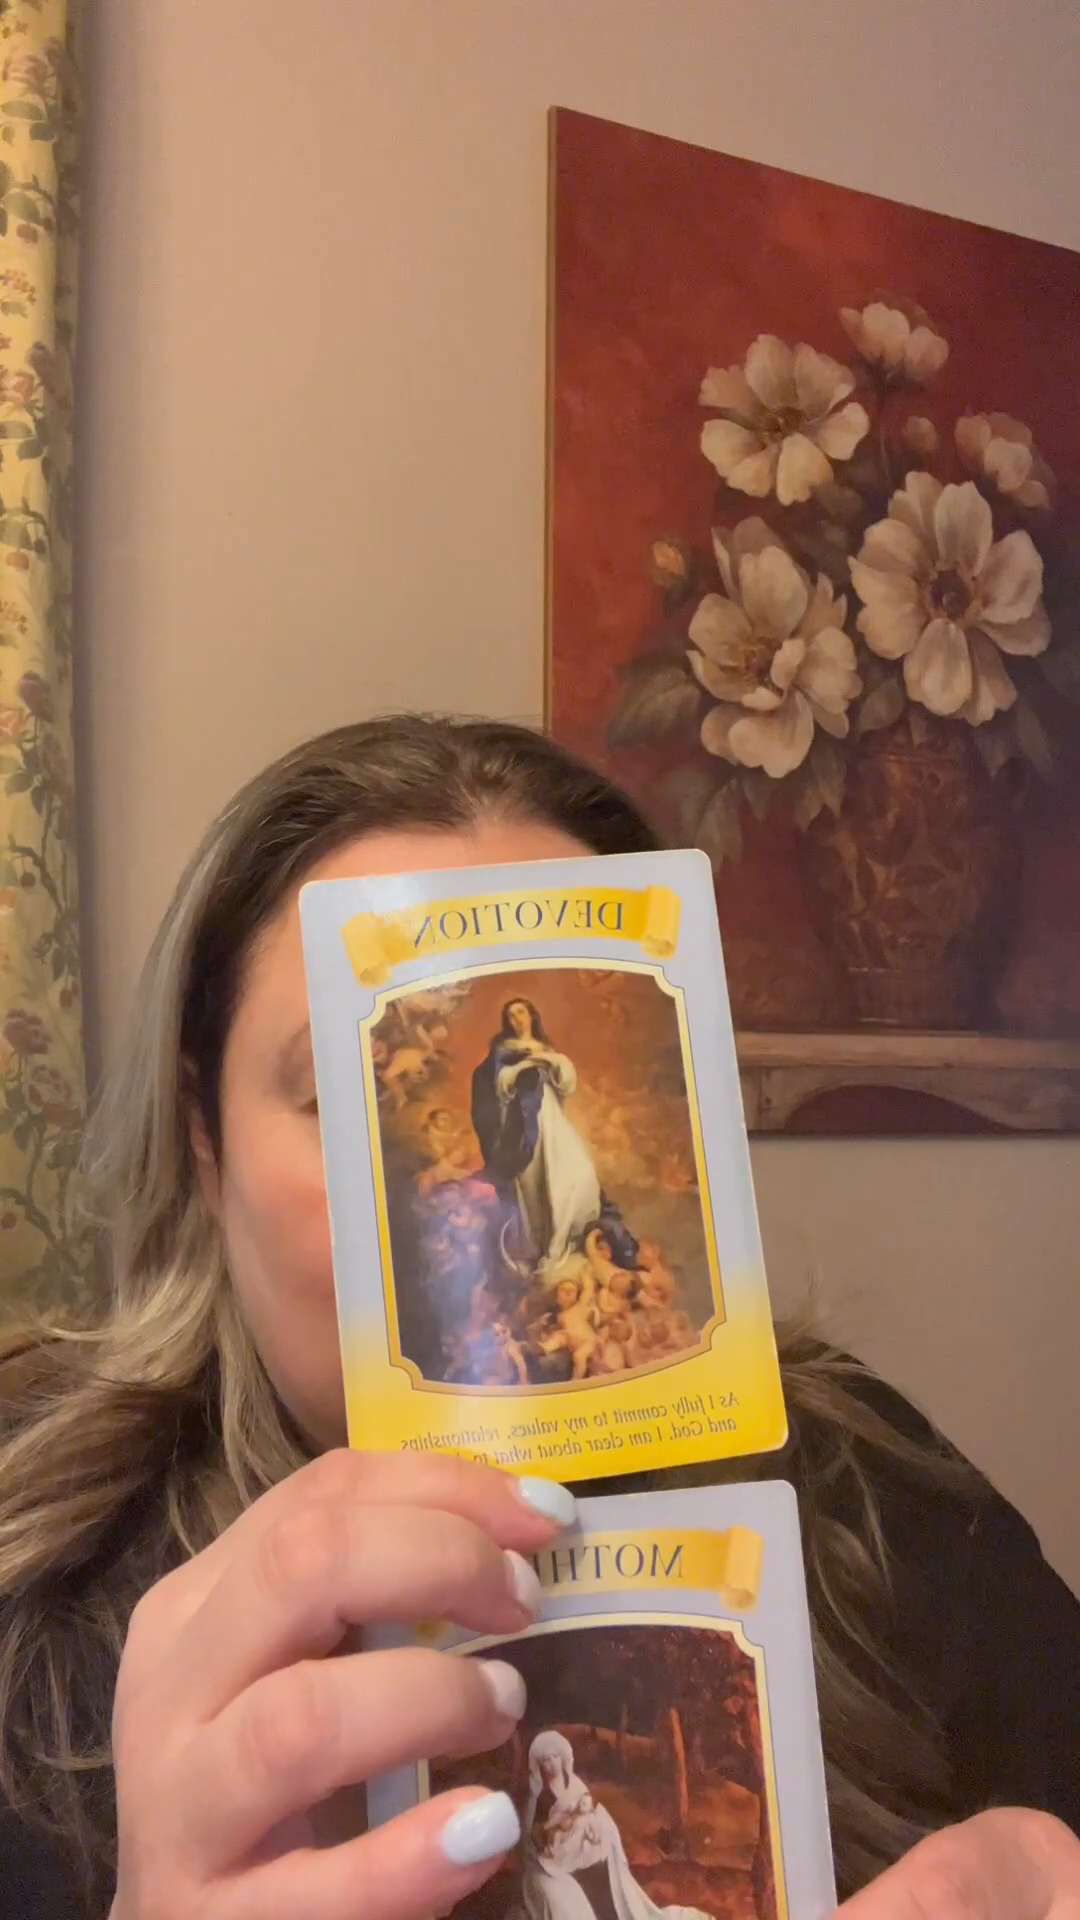 DEVOTION
As I fully commit to my values, relationships,
and God, I am clear about what to
MOTH